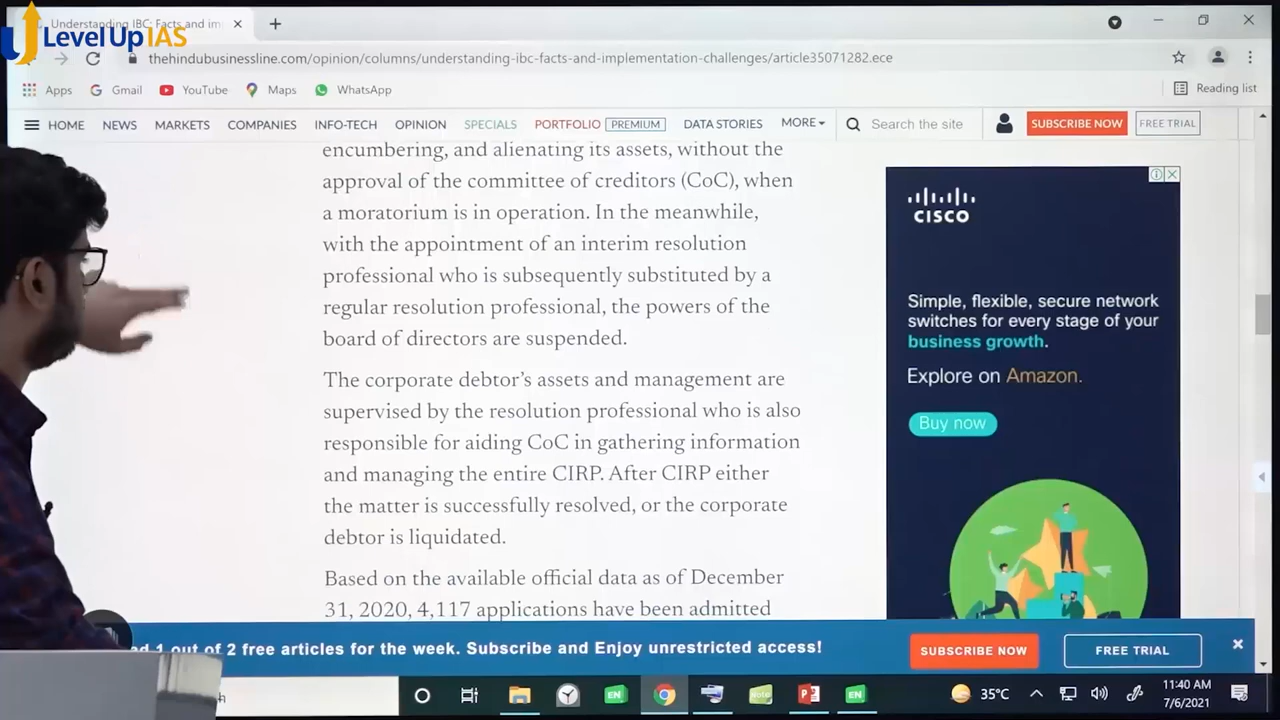 Understanding IBC: Facts and im
LevelUp IAS
thehindubusinessline.com/opinion/columns/understanding-ibc-facts-and-implementation-challenges/article35071282.ece
Apps Gmail YouTube Maps WhatsApp Reading list
HOME NEWS MARKETS COMPANIES INFO-TECH OPINION SPECIALS PORTFOLIO PREMIUM DATA STORIES MORE Search the site SUBSCRIBE NOW FREE TRIAL
encumbering, and alienating its assets, without the
approval of the committee of creditors (CoC), when
a moratorium is in operation. In the meanwhile,
with the appointment of an interim resolution
professional who is subsequently substituted by a
regular resolution professional, the powers of the
board of directors are suspended.
The corporate debtor's assets and management are
supervised by the resolution professional who is also
responsible for aiding CoC in gathering information
and managing the entire CIRP. After CIRP either
the matter is successfully resolved, or the corporate
debtor is liquidated.
Based on the available official data as of December
31, 2020, 4,117 applications have been admitted
CISCO
Simple, flexible, secure network
switches for every stage of your
business growth.
Explore on Amazon.
Buy now
1 out of 2 free articles for the week. Subscribe and Enjoy unrestricted access!
SUBSCRIBE NOW FREE TRIAL
EN EN
35°C
11:40 AM
7/6/2021